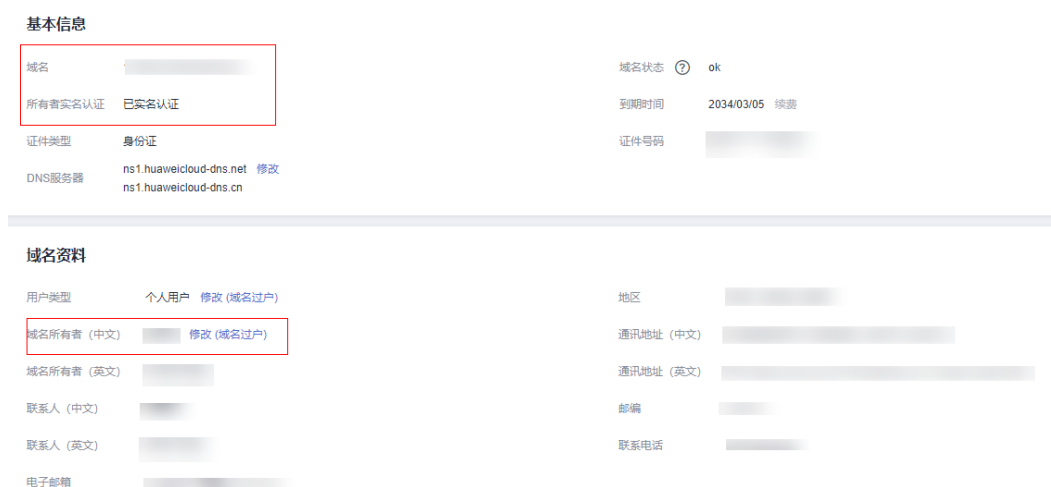 基本信息
域名
域名状态 ? ok
所有者实名认证 已实名认证
到期时间 2034/03/05 续费
证件类型 身份证
证件号码
DNS服务器 ns1.huaweicloud-dns.net 修改
ns1.huaweicloud-dns.cn
域名资料
用户类型 个人用户 修改 (域名过户)
地区
域名所有者（中文） 修改 (域名过户)
通讯地址（中文）
域名所有者（英文）
通讯地址（英文）
联系人（中文）
邮编
联系人（英文）
联系电话
电子邮箱